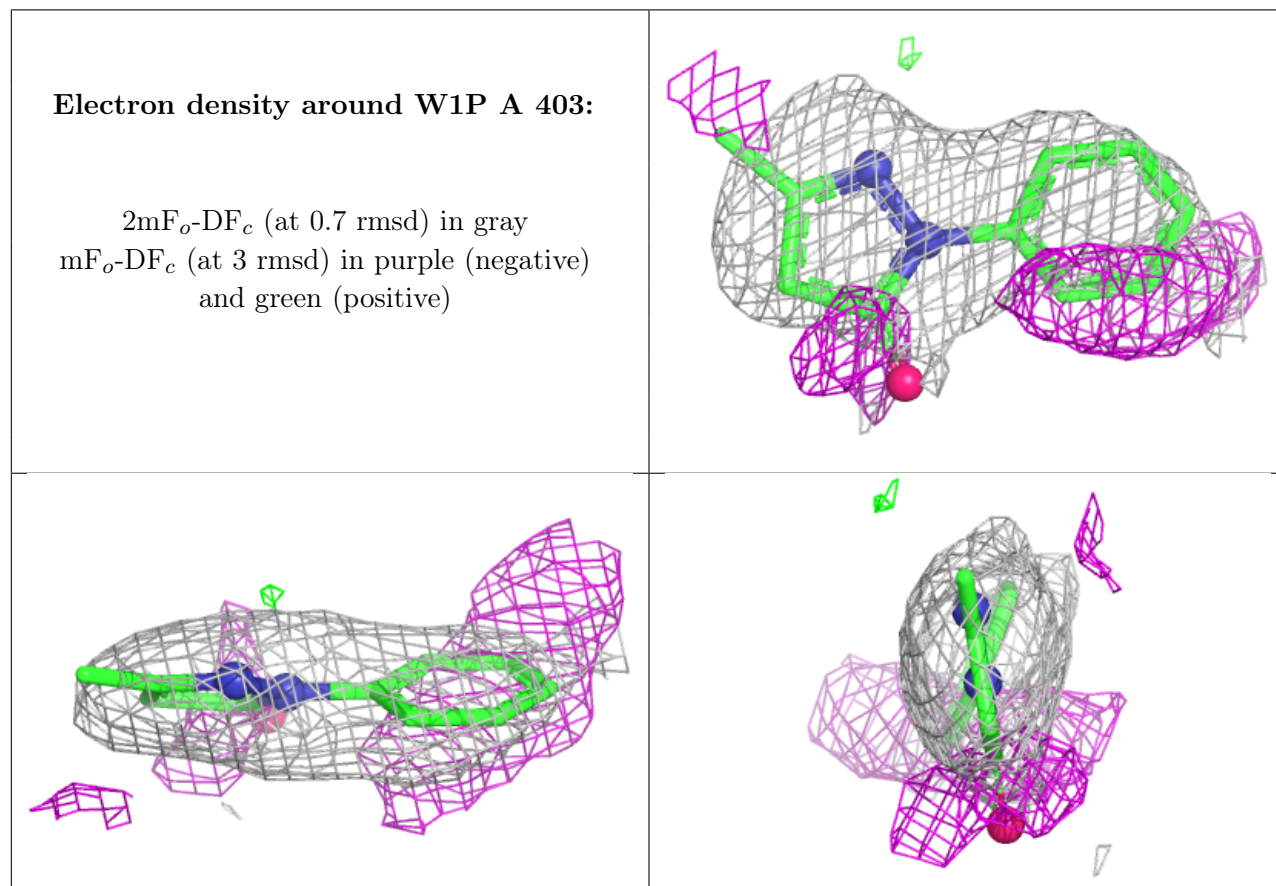 Electron density around W1P A 403:
2mFo-DFc (at 0.7 rmsd) in gray
mFo-DFc (at 3 rmsd) in purple (negative)
and green (positive)